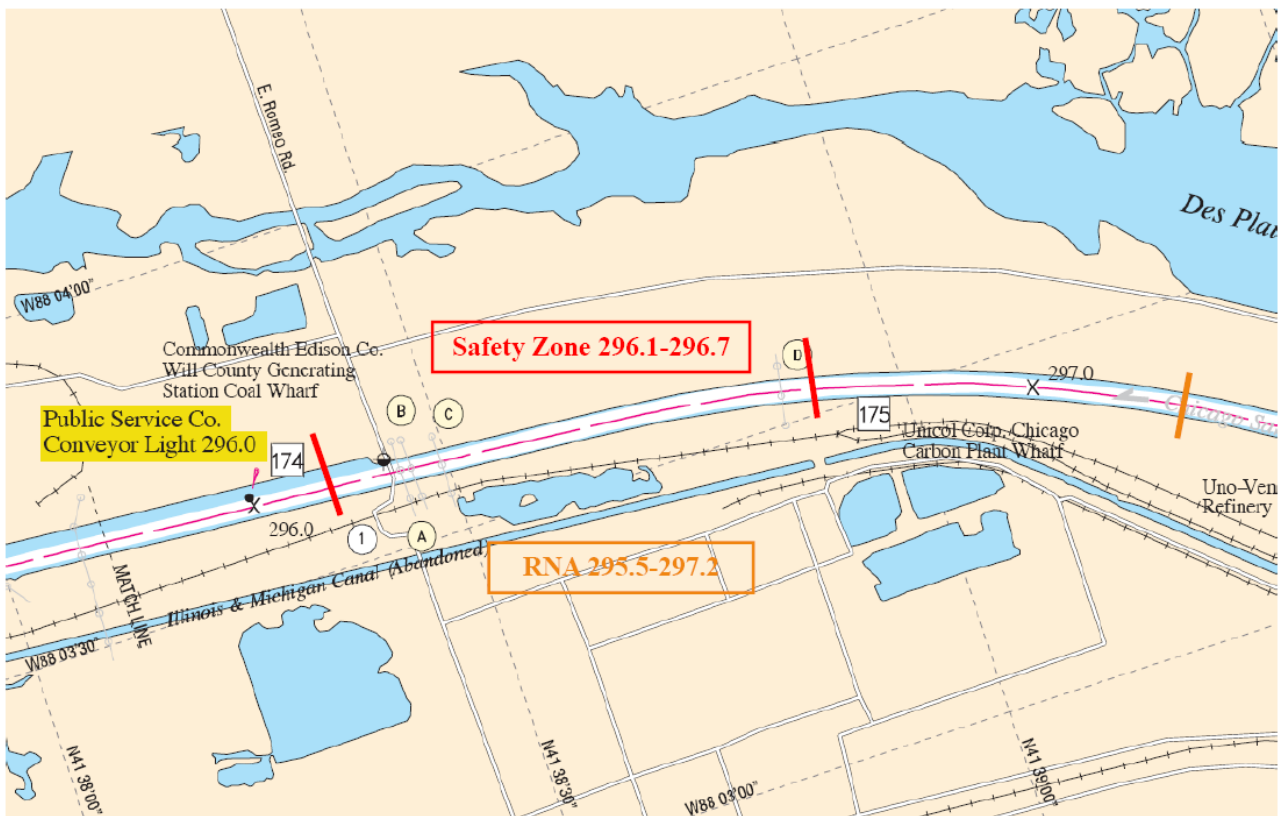 E. Romeo Rd.
Des Plai
W88 04'00"
Safety Zone 296.1-296.7
D
297.0
Commonwealth Edison Co.
Will County Generating
Station Coal Wharf
Public Service Co.
Conveyor Light 296.0
B
C
174
175
Chicago Sa
Unicol Corp. Chicago
Carbon Plant Wharf
Uno-Ven
Refinery
X
X
296.0
1
A
RNA 295.5-297.2
MATCH LINE
Illinois & Michigan Canal (Abandoned)
W88 03'30"
N41 38'00"
N41 38'30"
W88 03'00"
N41 39'00"